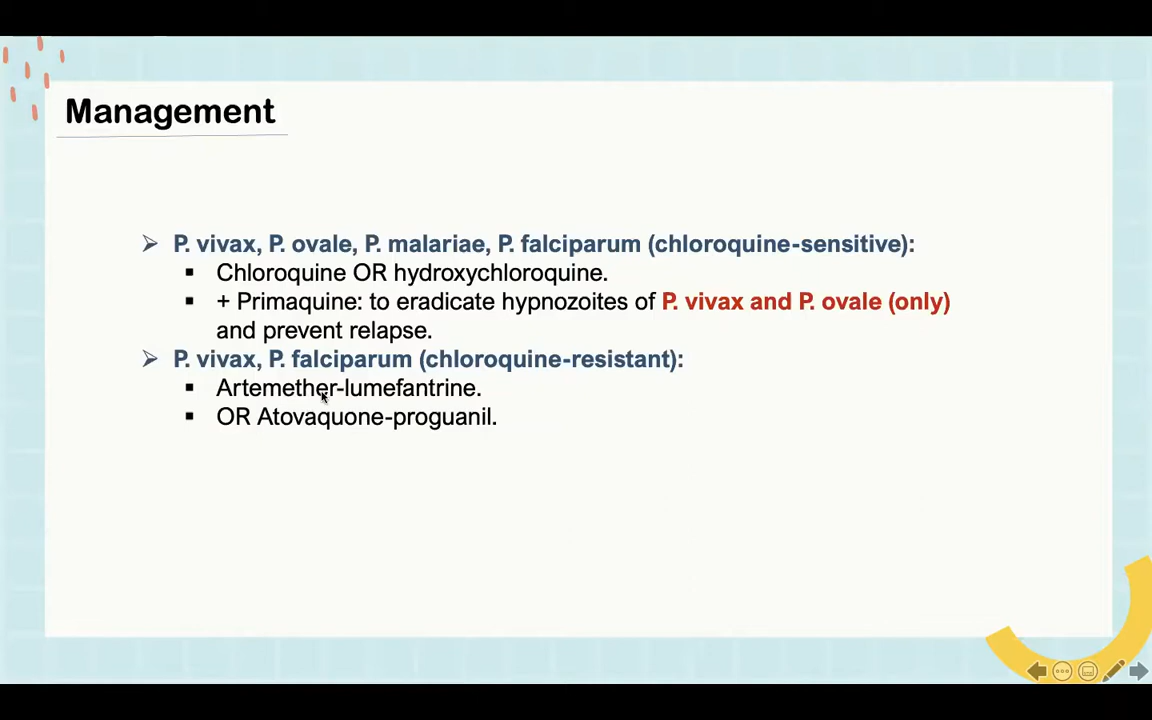 Management
➢ P. vivax, P. ovale, P. malariae, P. falciparum (chloroquine-sensitive):
▪ Chloroquine OR hydroxychloroquine.
▪ + Primaquine: to eradicate hypnozoites of P. vivax and P. ovale (only)
and prevent relapse.
➢ P. vivax, P. falciparum (chloroquine-resistant):
▪ Artemether-lumefantrine.
▪ OR Atovaquone-proguanil.